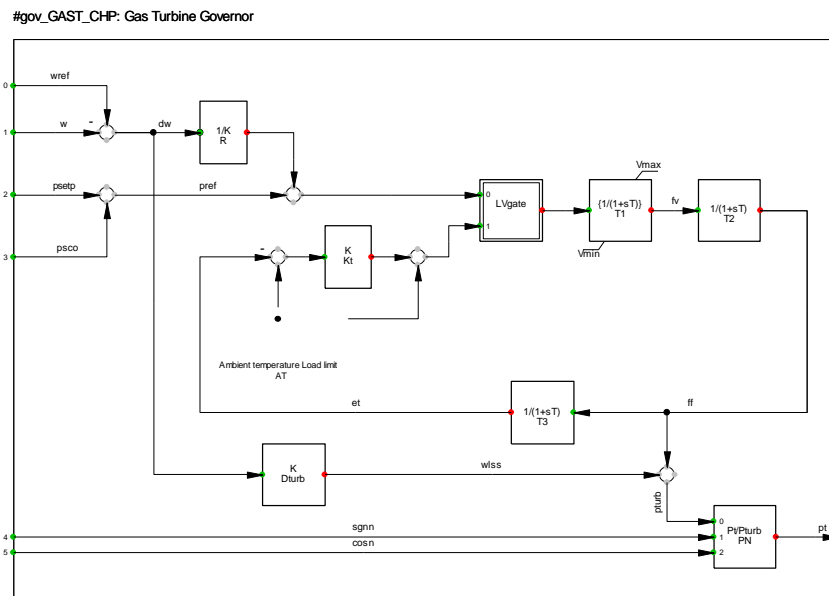 #gov_GAST_CHP: Gas Turbine Governor
0
wref
1
w
-
dw
1/K
R
2
psetp
pref
3
psco
0
1
LVgate
Vmax
{1/(1+sT)}
T1
Vmin
fv
1/(1+sT)
T2
-
K
Kt
Ambient temperature Load limit
AT
et
1/(1+sT)
T3
ff
K
Dturb
wlss
pturb
4
sgnn
5
cosn
0
1
2
Pt/Pturb
PN
pt